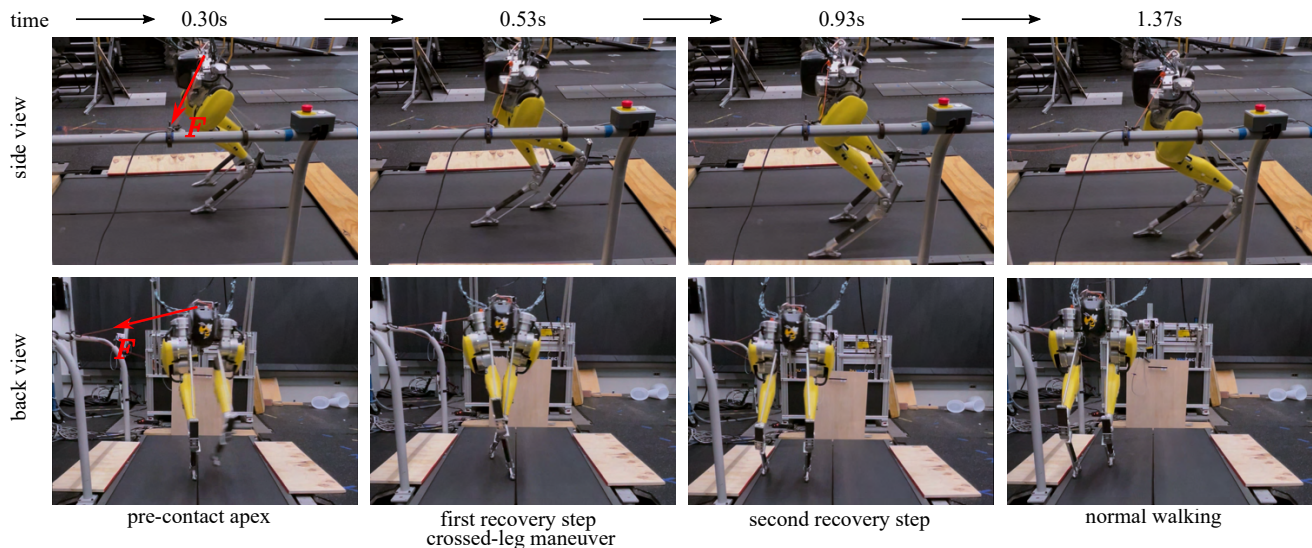 time 0.30s 0.53s 0.93s 1.37s
side view
F
back view
F
pre-contact apex
first recovery step
crossed-leg maneuver
second recovery step
normal walking